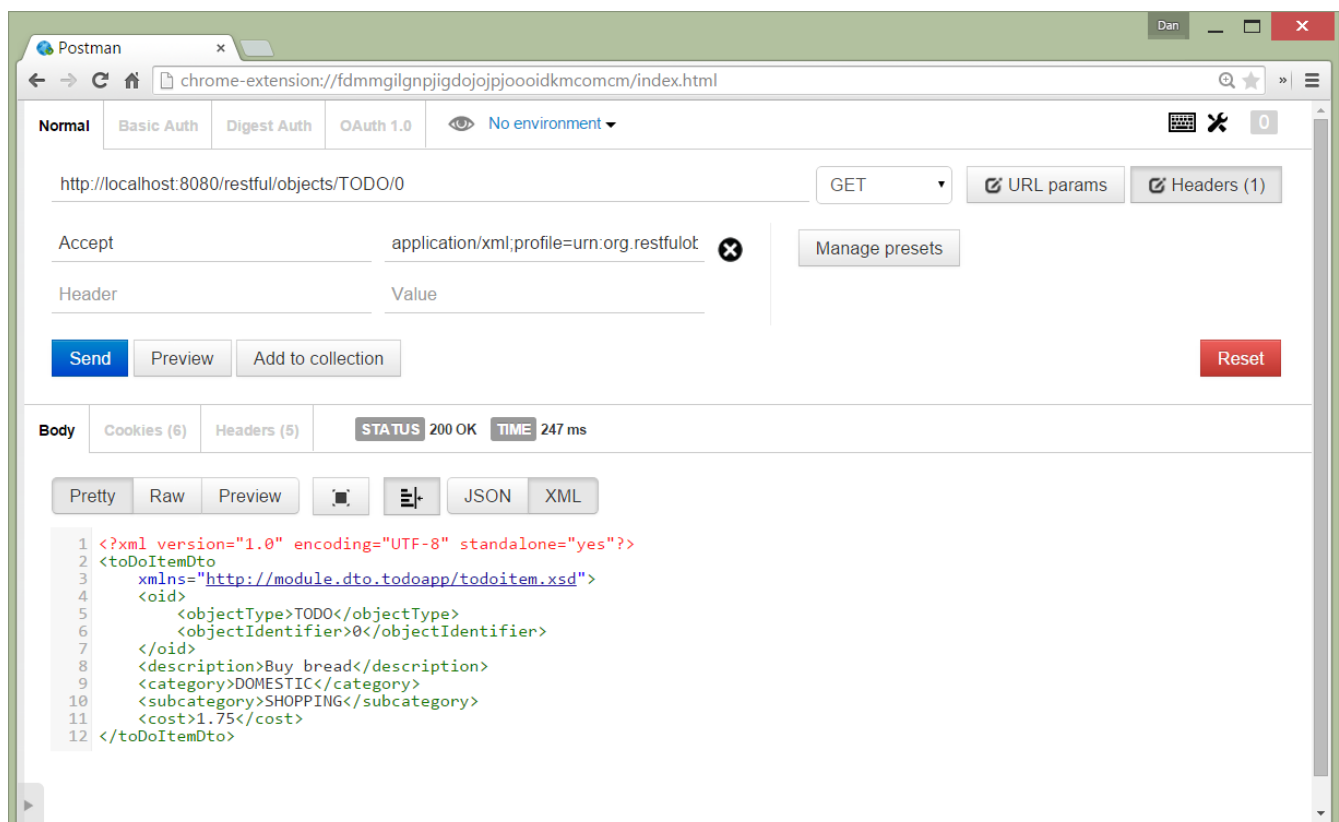 Dan
Postman
chrome-extension://fdmmgilgnpjigdojojpjoooidkmcomcm/index.html
Normal Basic Auth Digest Auth OAuth 1.0 No environment 0
http://localhost:8080/restful/objects/TODO/0 GET URL params Headers (1)
Accept application/xml;profile=urn:org.restfulot Manage presets
Header Value
Send Preview Add to collection Reset
Body Cookies (6) Headers (5) STATUS 200 OK TIME 247 ms
Pretty Raw Preview JSON XML
1 <?xml version="1.0" encoding="UTF-8" standalone="yes"?>
2 <toDoItemDto
3 xmlns="http://module.dto.todoapp/todoitem.xsd">
4 <oid>
5 <objectType>TODO</objectType>
6 <objectIdentifier>0</objectIdentifier>
7 </oid>
8 <description>Buy bread</description>
9 <category>DOMESTIC</category>
10 <subcategory>SHOPPING</subcategory>
11 <cost>1.75</cost>
12 </toDoItemDto>